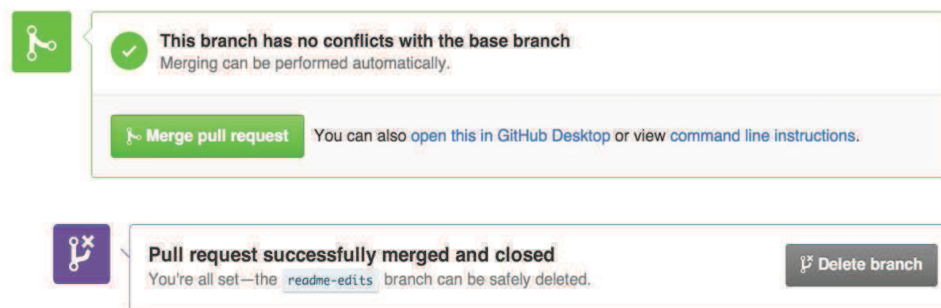 This branch has no conflicts with the base branch
Merging can be performed automatically.
Merge pull request You can also open this in GitHub Desktop or view command line instructions.
Pull request successfully merged and closed
You're all set—the readme-edits branch can be safely deleted.
Delete branch